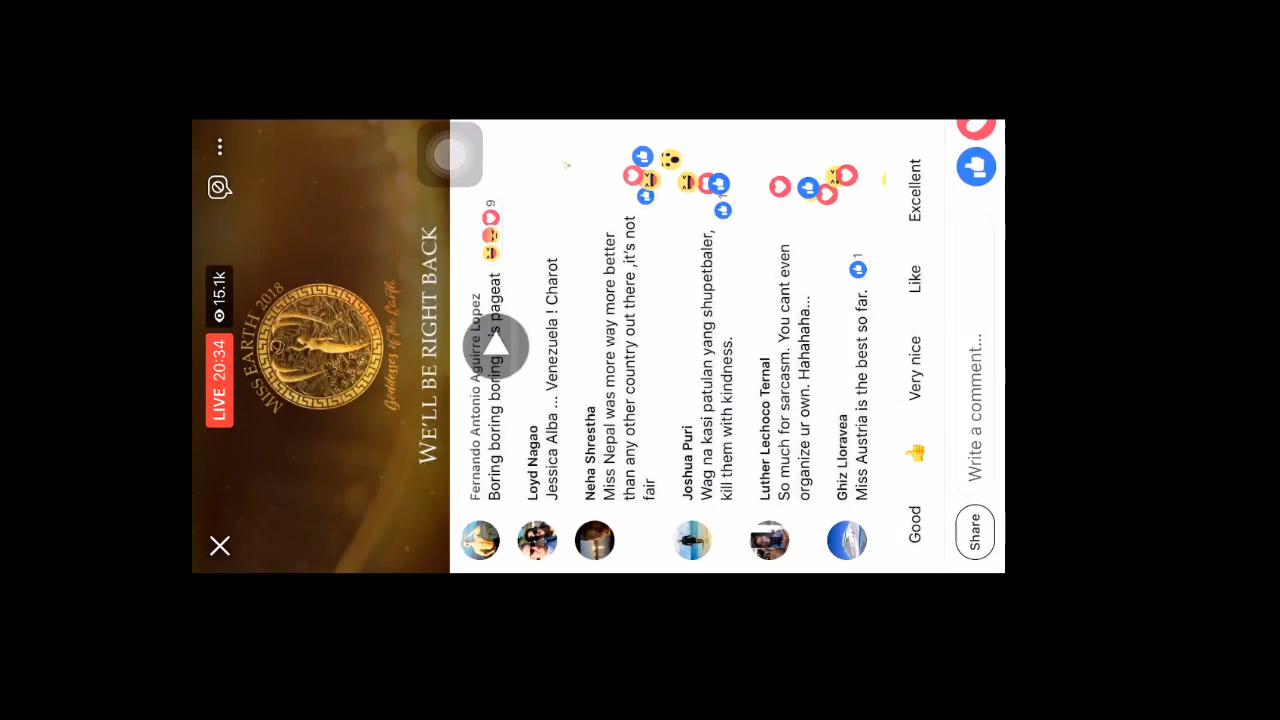 LIVE 20:34
15.1k
MISS EARTH 2018
Goddesses of the Earth
WE'LL BE RIGHT BACK
Fernando Antonio Aguirre Lopez
Boring boring boring is pageat
9
Loyd Nagao
Jessica Alba ... Venezuela ! Charot
Neha Shrestha
Miss Nepal was more way more better
than any other country out there ,it's not
fair
Joshua Puri
Wag na kasi patulan yang shupetbaler,
kill them with kindness.
1
Luther Lechoco Ternal
So much for sarcasm. You cant even
organize ur own. Hahahaha...
Ghiz Lloravea
Miss Austria is the best so far.
1
Good
Very nice
Like
Excellent
Share
Write a comment...